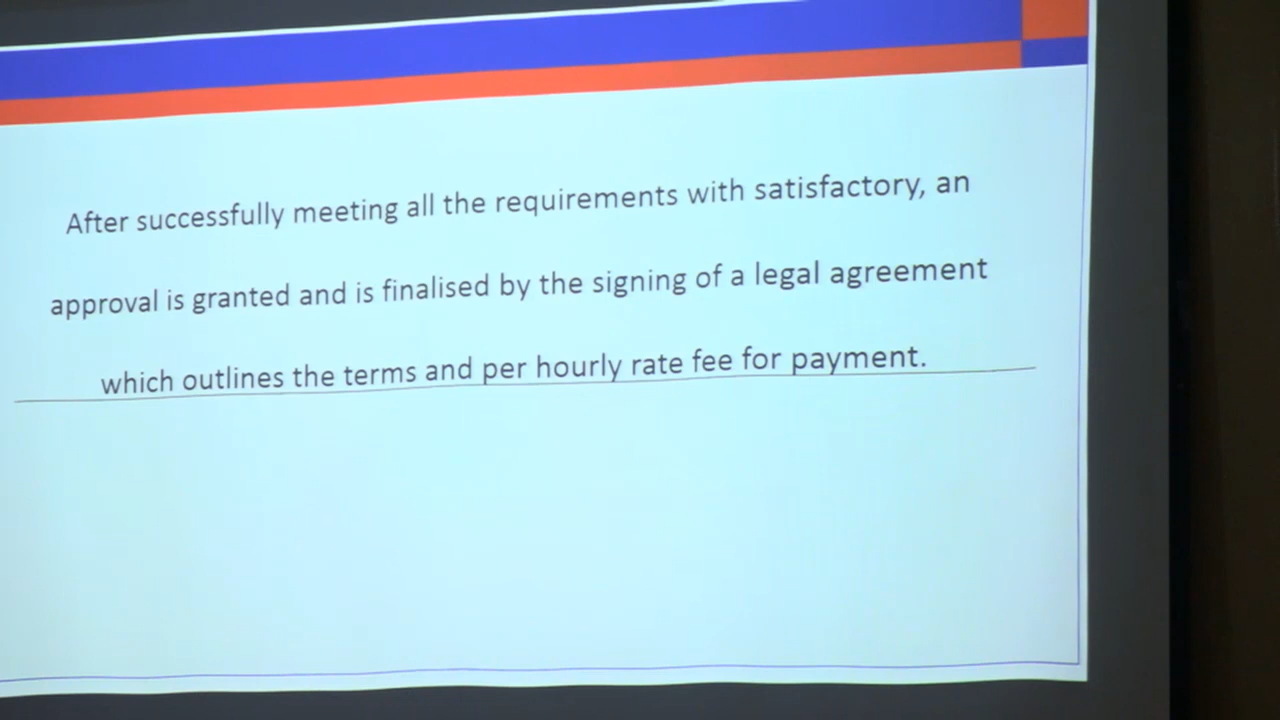 After successfully meeting all the requirements with satisfactory, an
approval is granted and is finalised by the signing of a legal agreement
which outlines the terms and per hourly rate fee for payment.